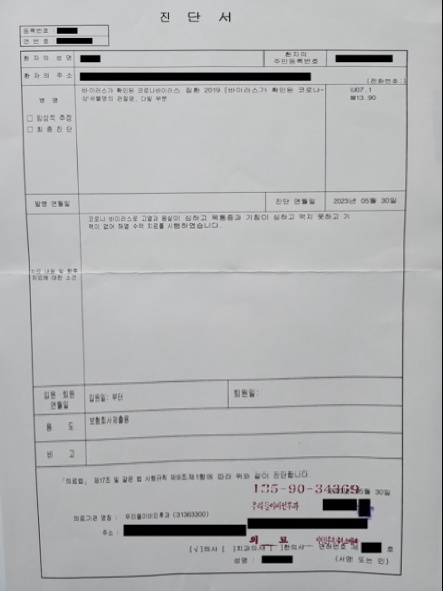 진 단 서
등록번호 :
연 번 호 :
환 자 의 성 명
환자의
주민등록번호
환 자 의 주 소
(전화번호:)
병 명
□ 임상적 추정
□ 최 종 진 단
바이러스가 확인된 코로나바이러스 질환 2019 [바이러스가 확인된 코로나-
상세불명의 관절염, 다발 부분
U07.1
M13.90
발병 연월일
진단 연월일
2023년 05월 30일
치료 내용 및 향후
치료에 대한 소견
코로나 바이러스로 고열과 몸살이 심하고 목통증과 기침이 심하고 먹지 못하고 기
력이 없어 해열 수액 치료를 시행하였습니다.
입원 · 퇴원
연월일
입원일: 부터
퇴원일:
용 도
보험회사제출용
비 고
「의료법」 제17조 및 같은 법 시행규칙 제9조제1항에 따라 위와 같이 진단합니다.
135-90-34369
30일
의료기관 명칭 : 우리들이비인후과 (31363300)
우리들이비인후과
주소 :
의 료
[√]의사 [ ]치과의사 [ ]한의사 면허번호 제 호
성명 :
(서명 또는 인)